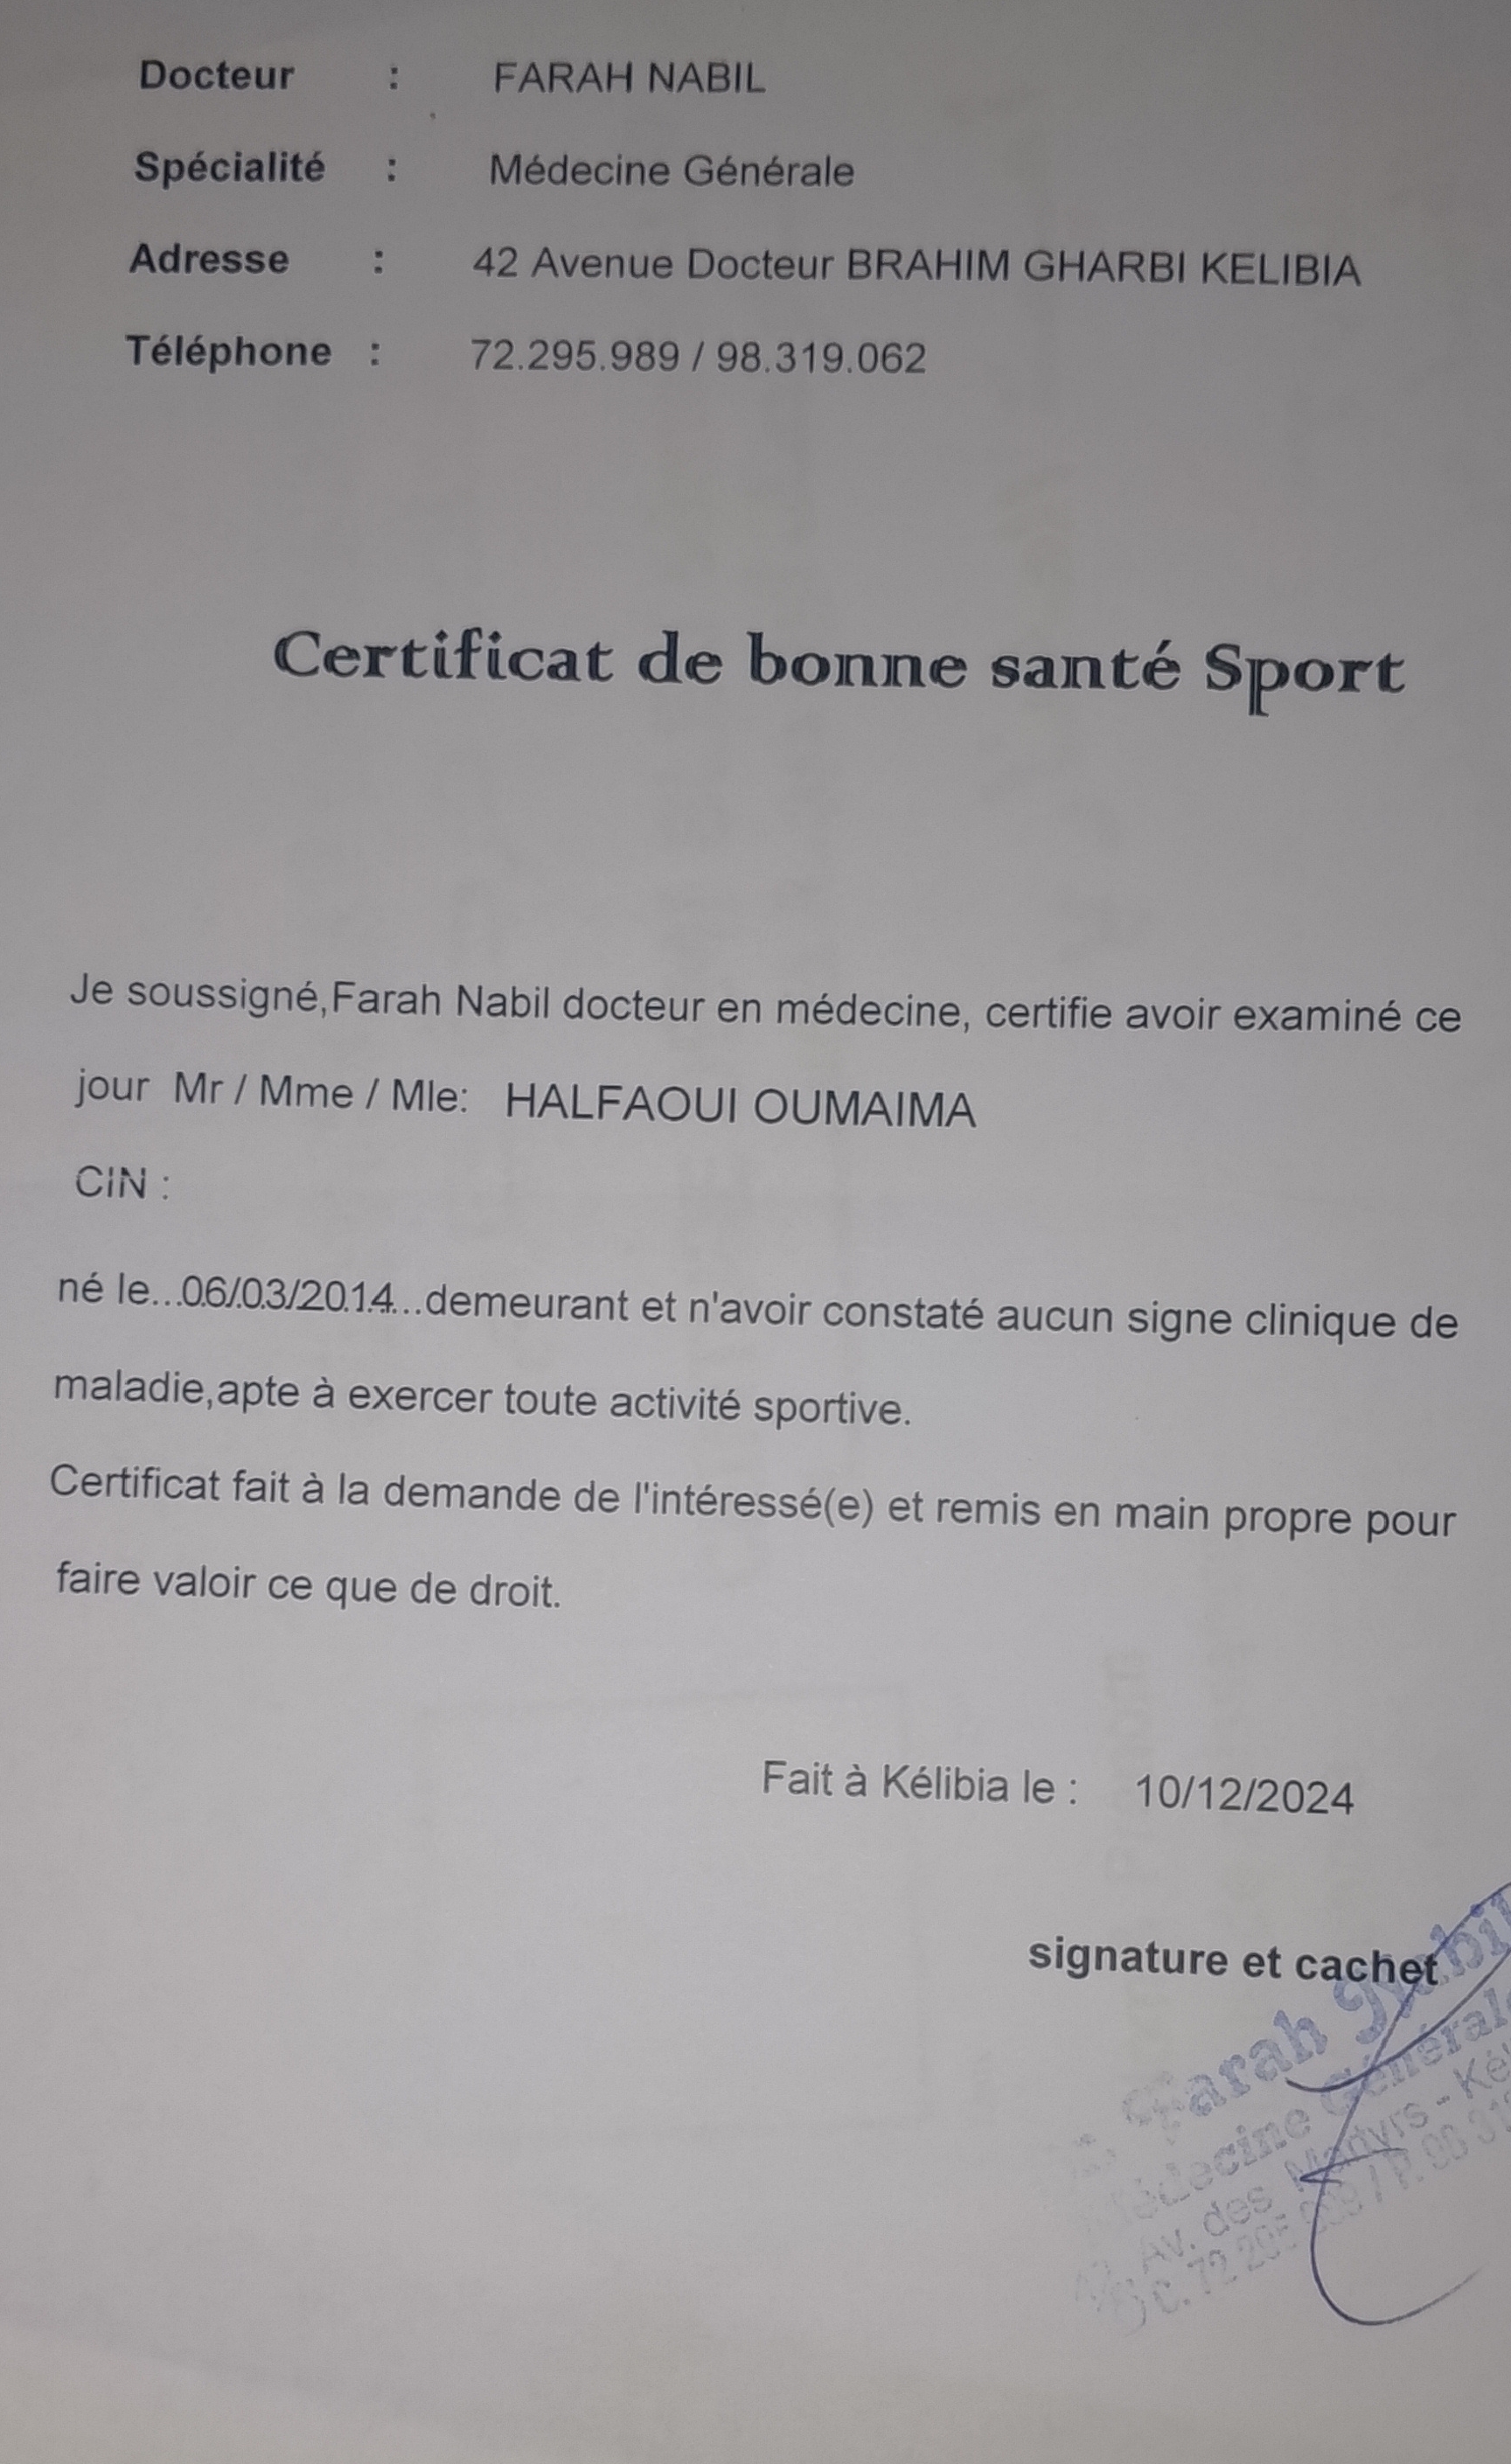 Docteur : FARAH NABIL
Spécialité : Médecine Générale
Adresse : 42 Avenue Docteur BRAHIM GHARBI KELIBIA
Téléphone : 72.295.989 / 98.319.062
Certificat de bonne santé Sport
Je soussigné,Farah Nabil docteur en médecine, certifie avoir examiné ce
jour Mr / Mme / Mle: HALFAOUI OUMAIMA
CIN :
né le...06/03/2014...demeurant et n'avoir constaté aucun signe clinique de
maladie,apte à exercer toute activité sportive.
Certificat fait à la demande de l'intéressé(e) et remis en main propre pour
faire valoir ce que de droit.
Fait à Kélibia le : 10/12/2024
signature et cachet
Farah Nabil
Médecine Générale
Av. des Martyrs -
C. 72 295